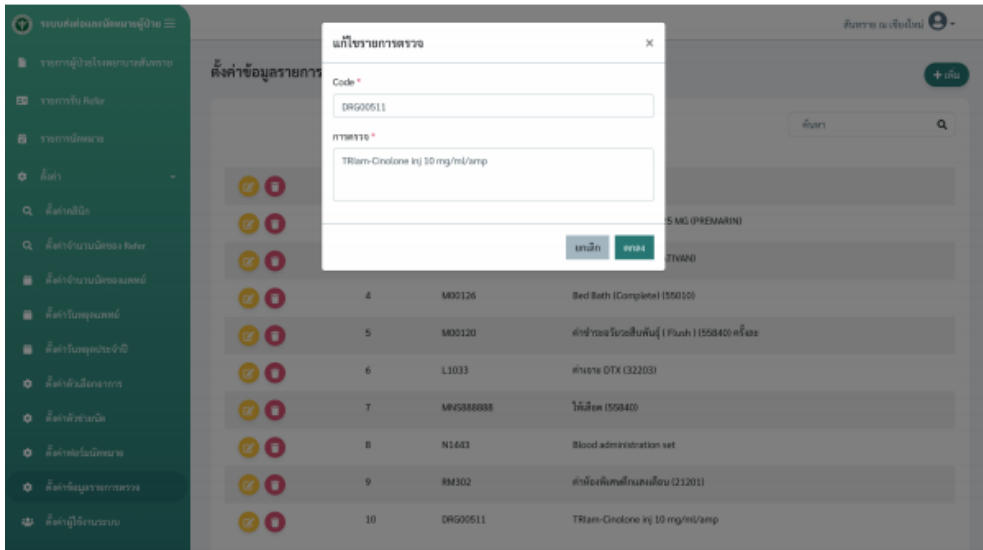 ระบบส่งต่อและนัดหมายผู้ป่วย
สันทราย ณ เชียงใหม่
รายการผู้ป่วยโรงพยาบาลสันทราย
รายการรับ Refer
รายการนัดหมาย
ตั้งค่า
ตั้งค่าคลินิก
ตั้งค่าจำนวนนัดของ Refer
ตั้งค่าจำนวนนัดของแพทย์
ตั้งค่าวันหยุดแพทย์
ตั้งค่าวันหยุดประจำปี
ตั้งค่าตัวเลือกอาการ
ตั้งค่าตัวช่วยนัด
ตั้งค่าฟอร์มนัดหมาย
ตั้งค่าข้อมูลรายการตรวจ
ตั้งค่าผู้ใช้งานระบบ
ตั้งค่าข้อมูลรายการ
+ เพิ่ม
ค้นหา
แก้ไขรายการตรวจ ×
Code *
DRG00511
การตรวจ *
TRIam-Cinolone inj 10 mg/ml/amp
ยกเลิก ตกลง
5 MG (PREMARIN)
TIVAN)
4 M00126 Bed Bath (Complete) (55010)
5 M00120 ค่าชำระอวัยวะสืบพันธุ์ ( Flush ) (55840) ครั้งละ
6 L1033 ค่าเจาะ DTX (32203)
7 MNS888888 ให้เลือด (55840)
8 N1443 Blood administration set
9 RM302 ค่าห้องพิเศษตึกแสงเดือน (21201)
10 DRG00511 TRIam-Cinolone inj 10 mg/ml/amp